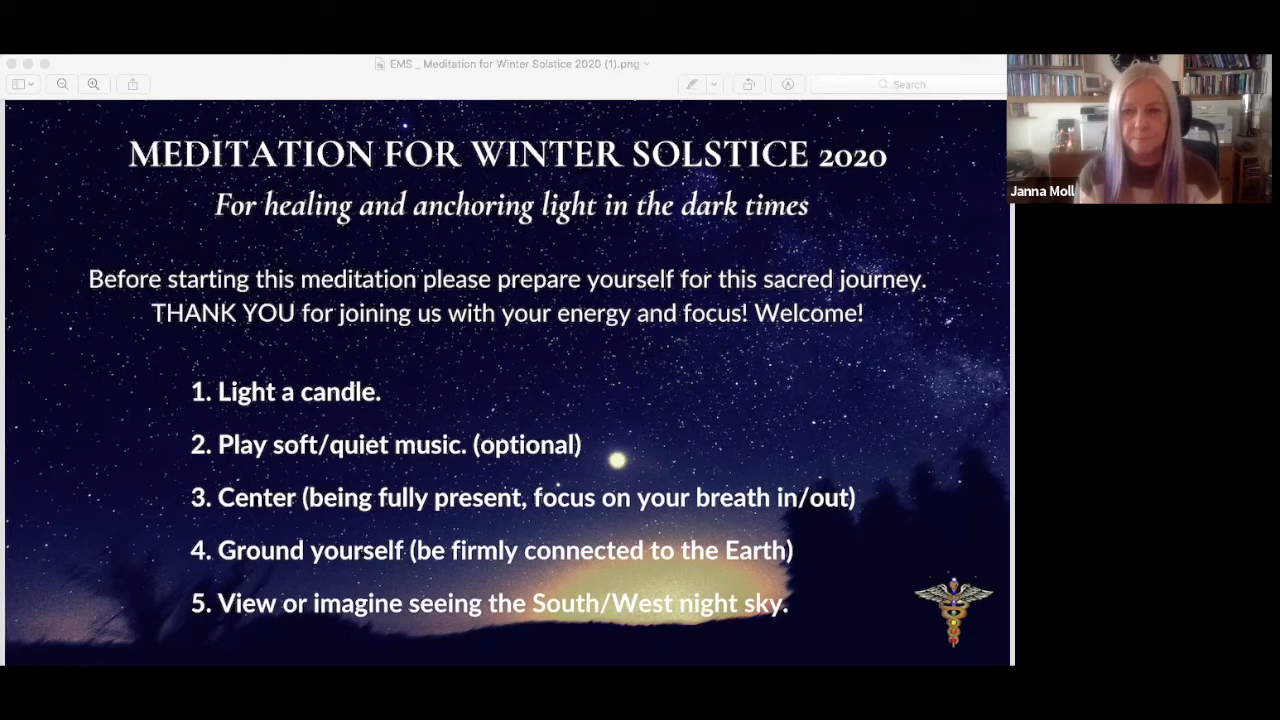 EMS _ Meditation for Winter Solstice 2020 (1).png
Search
MEDITATION FOR WINTER SOLSTICE 2020
For healing and anchoring light in the dark times
Before starting this meditation please prepare yourself for this sacred journey.
THANK YOU for joining us with your energy and focus! Welcome!
1. Light a candle.
2. Play soft/quiet music. (optional)
3. Center (being fully present, focus on your breath in/out)
4. Ground yourself (be firmly connected to the Earth)
5. View or imagine seeing the South/West night sky.
Janna Moll